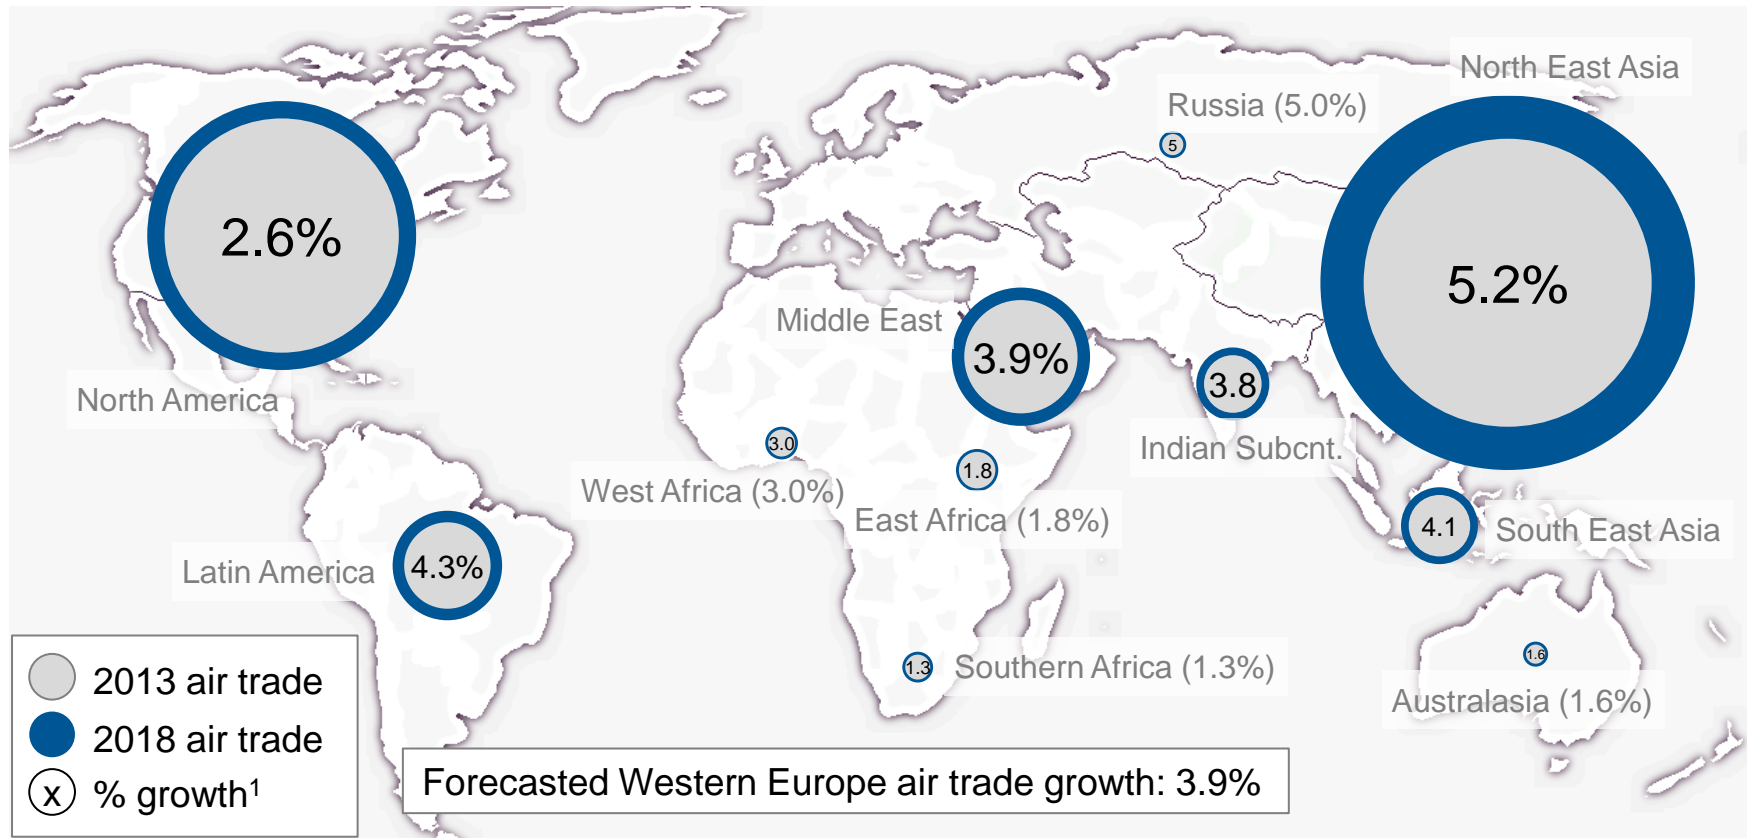 North East Asia
Russia (5.0%)
5
2.6%
5.2%
Middle East
3.9%
3.8
North America
Indian Subcnt.
3.0
1.8
West Africa (3.0%)
East Africa (1.8%)
4.1
South East Asia
Latin America
4.3%
1.3
Southern Africa (1.3%)
1.6
Australasia (1.6%)
2013 air trade
2018 air trade
x % growth¹
Forecasted Western Europe air trade growth: 3.9%